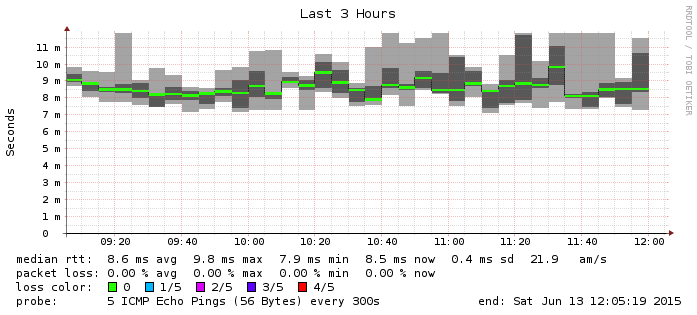 Last 3 Hours
RRDTOOL / TOBI OETIKER
Seconds
11 m
10 m
9 m
8 m
7 m
6 m
5 m
4 m
3 m
2 m
1 m
0
09:20 09:40 10:00 10:20 10:40 11:00 11:20 11:40 12:00
median rtt: 8.6 ms avg 9.8 ms max 7.9 ms min 8.5 ms now 0.4 ms sd 21.9 am/s
packet loss: 0.00 % avg 0.00 % max 0.00 % min 0.00 % now
loss color: 0 1/5 2/5 3/5 4/5
probe: 5 ICMP Echo Pings (56 Bytes) every 300s end: Sat Jun 13 12:05:19 2015